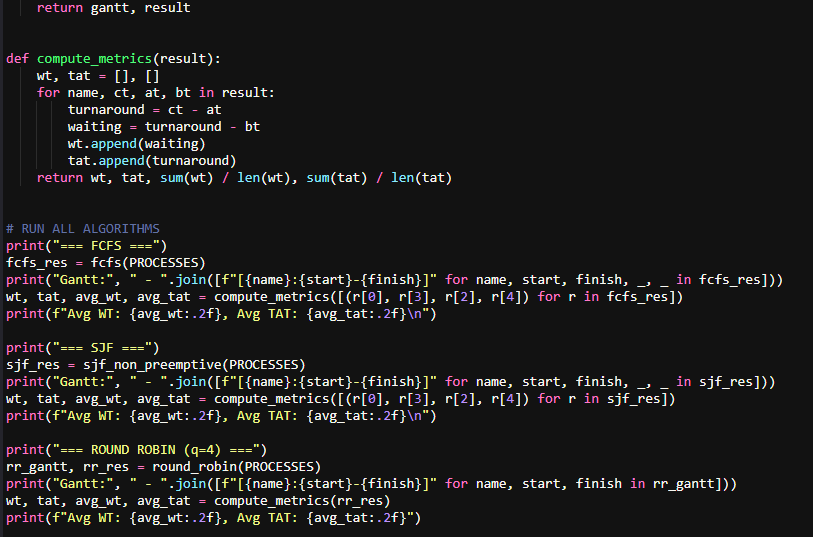 return gantt, result
def compute_metrics(result):
wt, tat = [], []
for name, ct, at, bt in result:
turnaround = ct - at
waiting = turnaround - bt
wt.append(waiting)
tat.append(turnaround)
return wt, tat, sum(wt) / len(wt), sum(tat) / len(tat)
# RUN ALL ALGORITHMS
print("=== FCFS ===")
fcfs_res = fcfs(PROCESSES)
print("Gantt:", " - ".join([f"[{name}:{start}-{finish}]" for name, start, finish, _, _ in fcfs_res]))
wt, tat, avg_wt, avg_tat = compute_metrics([(r[0], r[3], r[2], r[4]) for r in fcfs_res])
print(f"Avg WT: {avg_wt:.2f}, Avg TAT: {avg_tat:.2f}\n")
print("=== SJF ===")
sjf_res = sjf_non_preemptive(PROCESSES)
print("Gantt:", " - ".join([f"[{name}:{start}-{finish}]" for name, start, finish, _, _ in sjf_res]))
wt, tat, avg_wt, avg_tat = compute_metrics([(r[0], r[3], r[2], r[4]) for r in sjf_res])
print(f"Avg WT: {avg_wt:.2f}, Avg TAT: {avg_tat:.2f}\n")
print("=== ROUND ROBIN (q=4) ===")
rr_gantt, rr_res = round_robin(PROCESSES)
print("Gantt:", " - ".join([f"[{name}:{start}-{finish}]" for name, start, finish in rr_gantt]))
wt, tat, avg_wt, avg_tat = compute_metrics(rr_res)
print(f"Avg WT: {avg_wt:.2f}, Avg TAT: {avg_tat:.2f}")